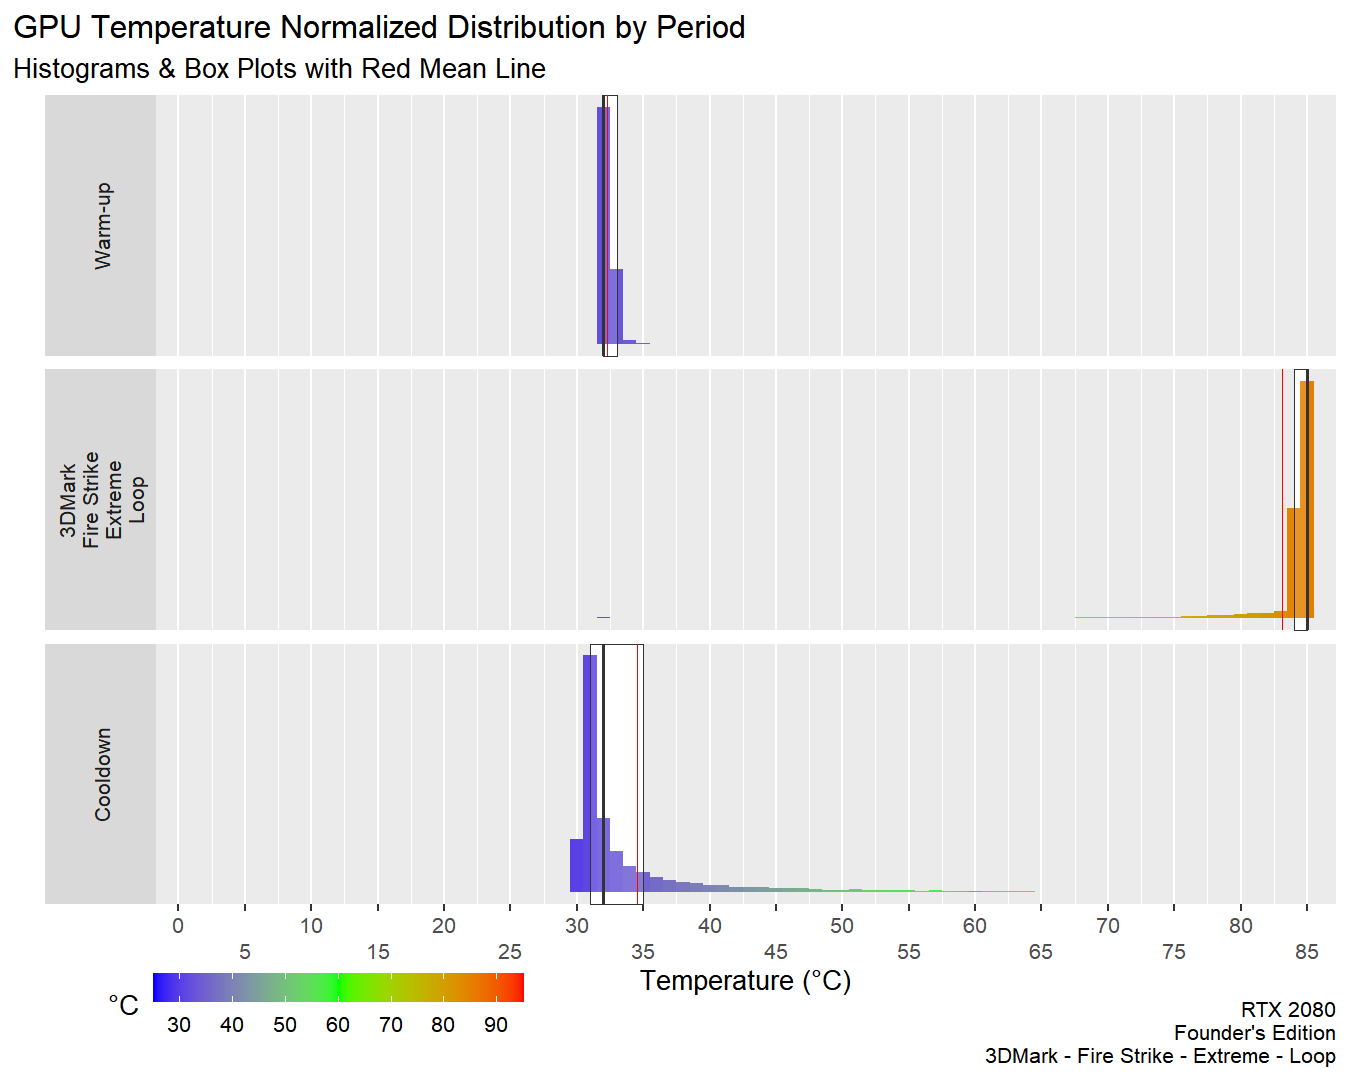 GPU Temperature Normalized Distribution by Period
Histograms & Box Plots with Red Mean Line
Warm-up
3DMark
Fire Strike
Extreme
Loop
Cooldown
0 10 20 30 40 50 60 70 80
5 15 25 35 45 55 65 75 85
Temperature (°C)
°C
30 40 50 60 70 80 90
RTX 2080
Founder's Edition
3DMark - Fire Strike - Extreme - Loop